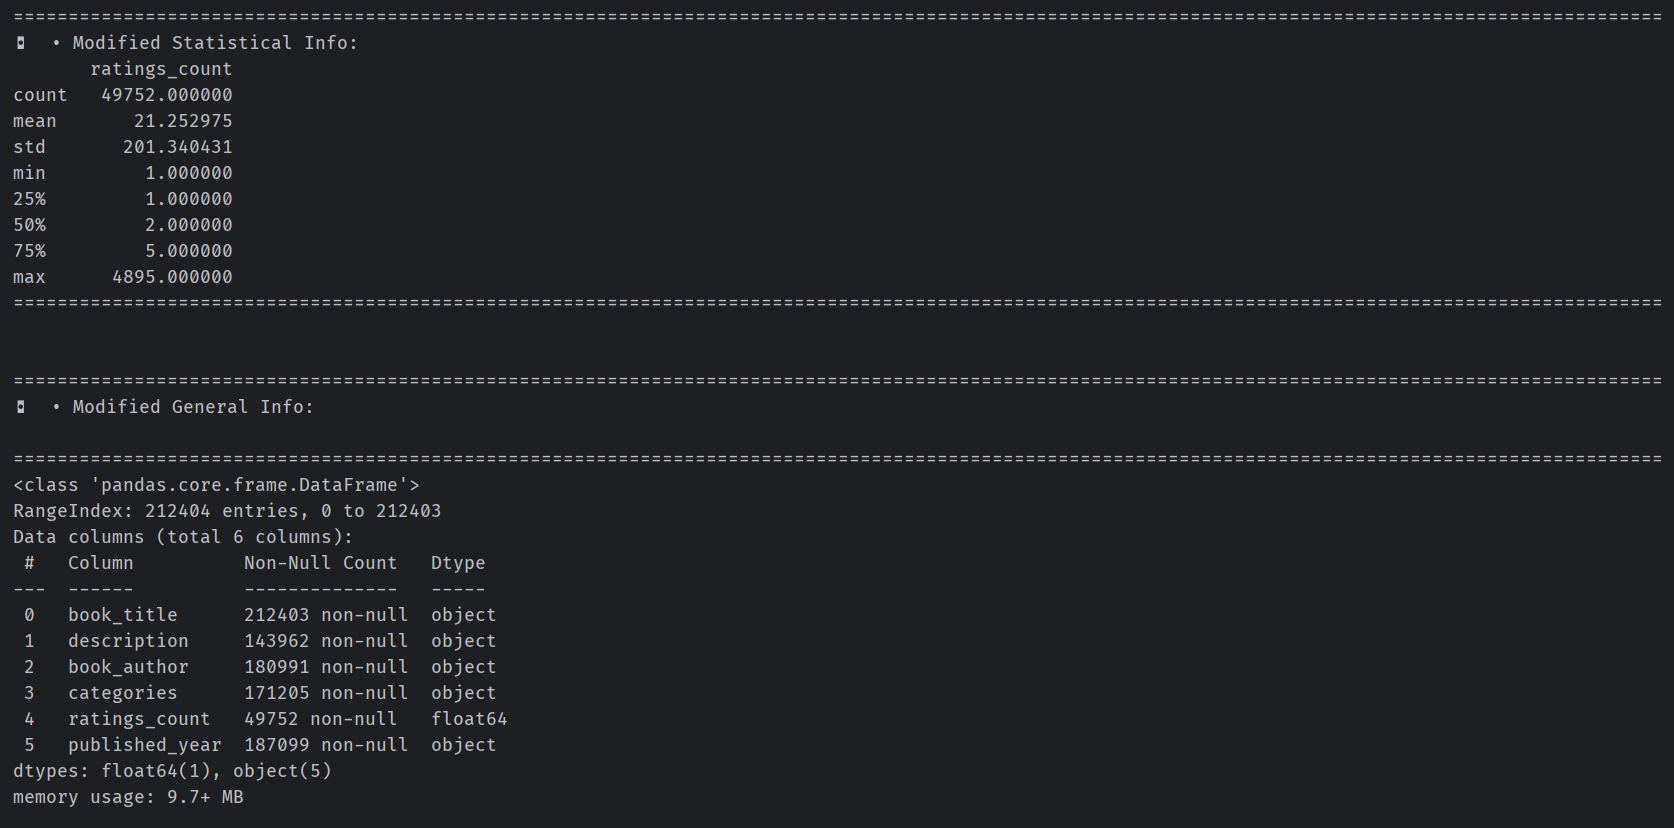 ======================================================================================================================================================
◘  • Modified Statistical Info:
       ratings_count
count   49752.000000
mean       21.252975
std       201.340431
min         1.000000
25%         1.000000
50%         2.000000
75%         5.000000
max      4895.000000
======================================================================================================================================================
======================================================================================================================================================
◘  • Modified General Info:
======================================================================================================================================================
<class 'pandas.core.frame.DataFrame'>
RangeIndex: 212404 entries, 0 to 212403
Data columns (total 6 columns):
 #   Column          Non-Null Count   Dtype
---  ------          --------------   -----
 0   book_title      212403 non-null  object
 1   description     143962 non-null  object
 2   book_author     180991 non-null  object
 3   categories      171205 non-null  object
 4   ratings_count   49752 non-null   float64
 5   published_year  187099 non-null  object
dtypes: float64(1), object(5)
memory usage: 9.7+ MB